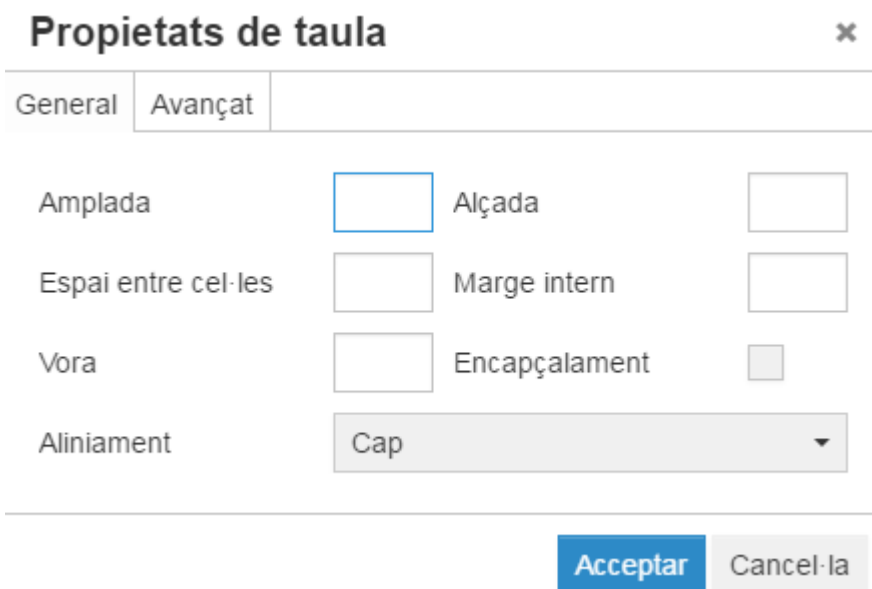 Propietats de taula
General Avançat
Amplada Alçada
Espai entre cel·les Marge intern
Vora Encapçalament
Aliniament Cap
Acceptar Cancel·la